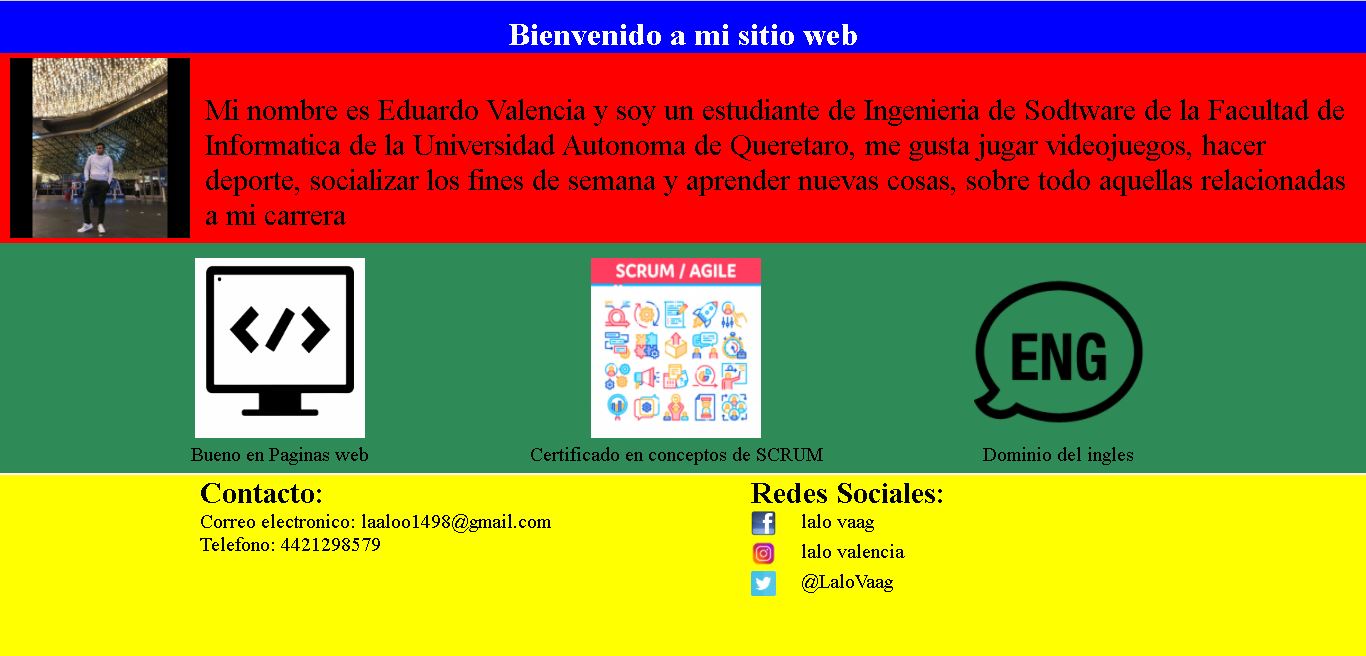 Bienvenido a mi sitio web
Mi nombre es Eduardo Valencia y soy un estudiante de Ingenieria de Sodtware de la Facultad de
Informatica de la Universidad Autonoma de Queretaro, me gusta jugar videojuegos, hacer
deporte, socializar los fines de semana y aprender nuevas cosas, sobre todo aquellas relacionadas
a mi carrera
</>
SCRUM / AGILE
ENG
Bueno en Paginas web
Certificado en conceptos de SCRUM
Dominio del ingles
Contacto:
Correo electronico: laaloo1498@gmail.com
Telefono: 4421298579
Redes Sociales:
lalo vaag
lalo valencia
@LaloVaag